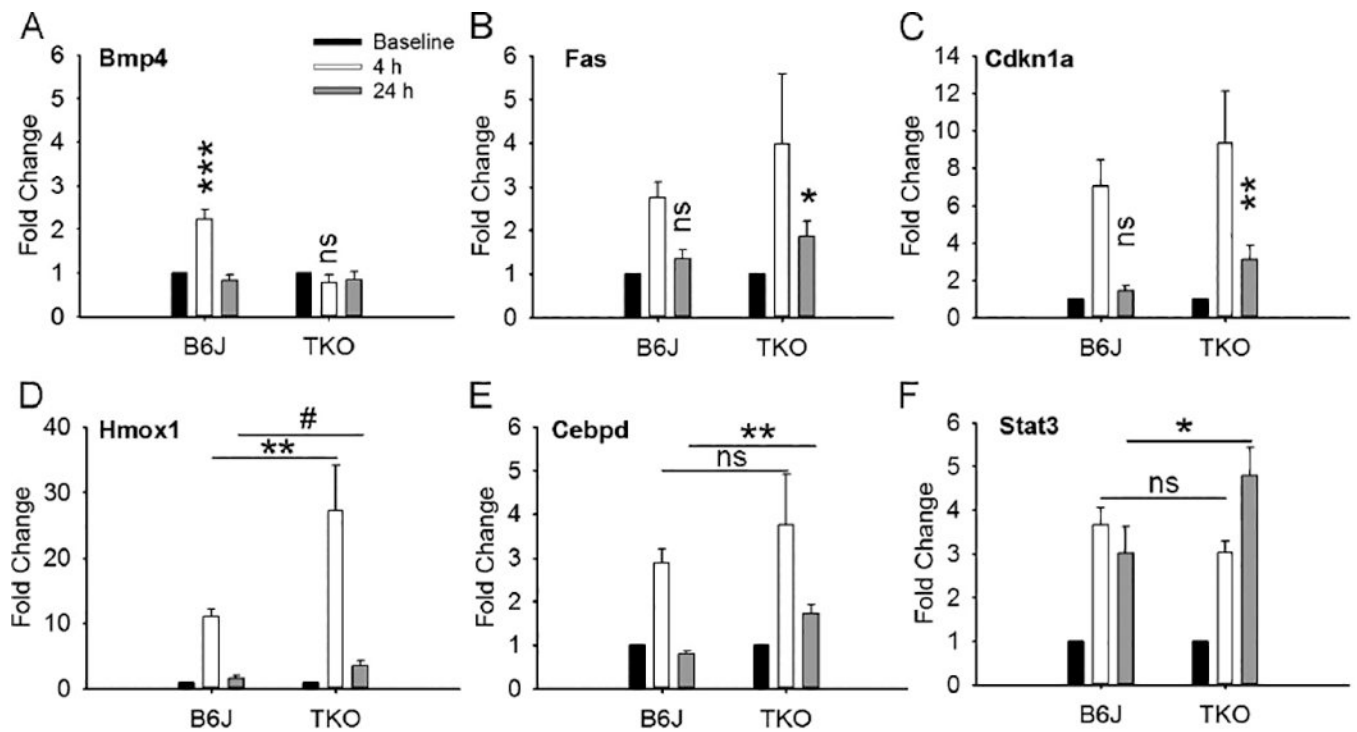 A
Bmp4
Baseline
4 h
24 h
Fold Change
6
5
4
3
2
1
0
***
ns
B6J
TKO
B
Fas
Fold Change
6
5
4
3
2
1
0
ns
*
B6J
TKO
C
Cdkn1a
Fold Change
14
12
10
8
6
4
2
0
ns
**
B6J
TKO
D
Hmox1
Fold Change
40
30
20
10
0
#
**
B6J
TKO
E
Cebpd
Fold Change
6
5
4
3
2
1
0
**
ns
B6J
TKO
F
Stat3
Fold Change
6
5
4
3
2
1
0
*
ns
B6J
TKO